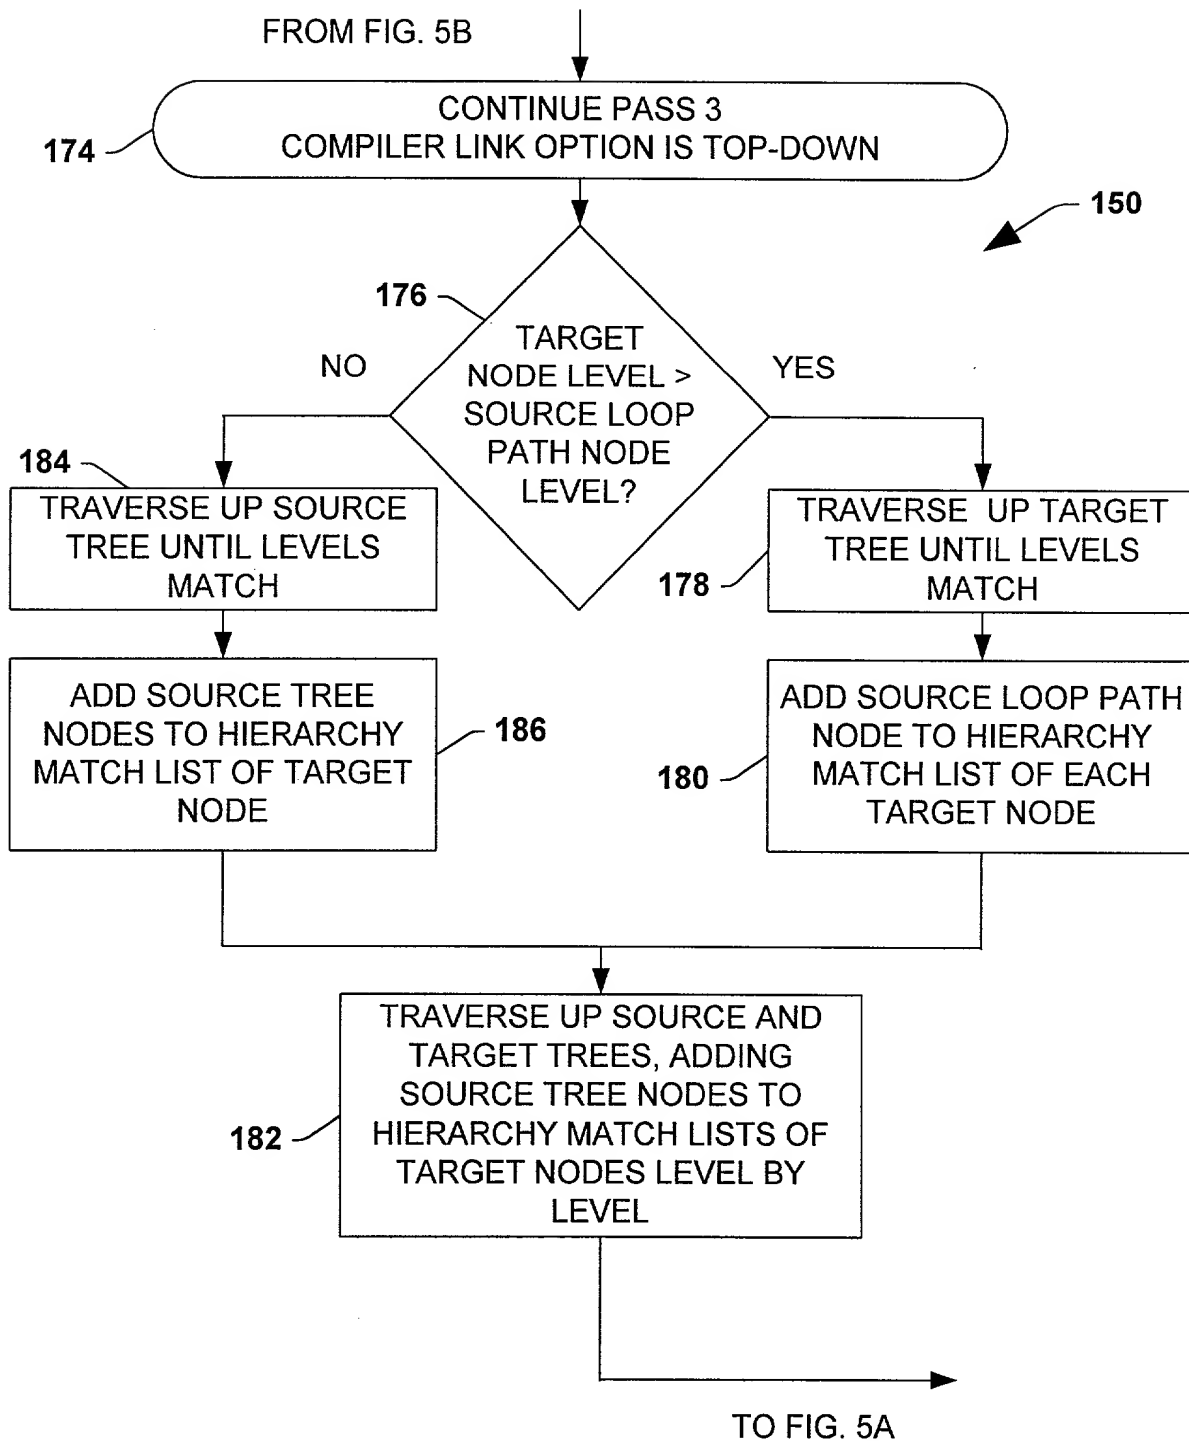 FROM FIG. 5B
CONTINUE PASS 3
COMPILER LINK OPTION IS TOP-DOWN
174
150
176
TARGET
NODE LEVEL >
SOURCE LOOP
PATH NODE
LEVEL?
NO
YES
184
TRAVERSE UP SOURCE
TREE UNTIL LEVELS
MATCH
TRAVERSE UP TARGET
TREE UNTIL LEVELS
MATCH
178
ADD SOURCE TREE
NODES TO HIERARCHY
MATCH LIST OF TARGET
NODE
186
ADD SOURCE LOOP PATH
NODE TO HIERARCHY
MATCH LIST OF EACH
TARGET NODE
180
TRAVERSE UP SOURCE AND
TARGET TREES, ADDING
SOURCE TREE NODES TO
HIERARCHY MATCH LISTS OF
TARGET NODES LEVEL BY
LEVEL
182
TO FIG. 5A